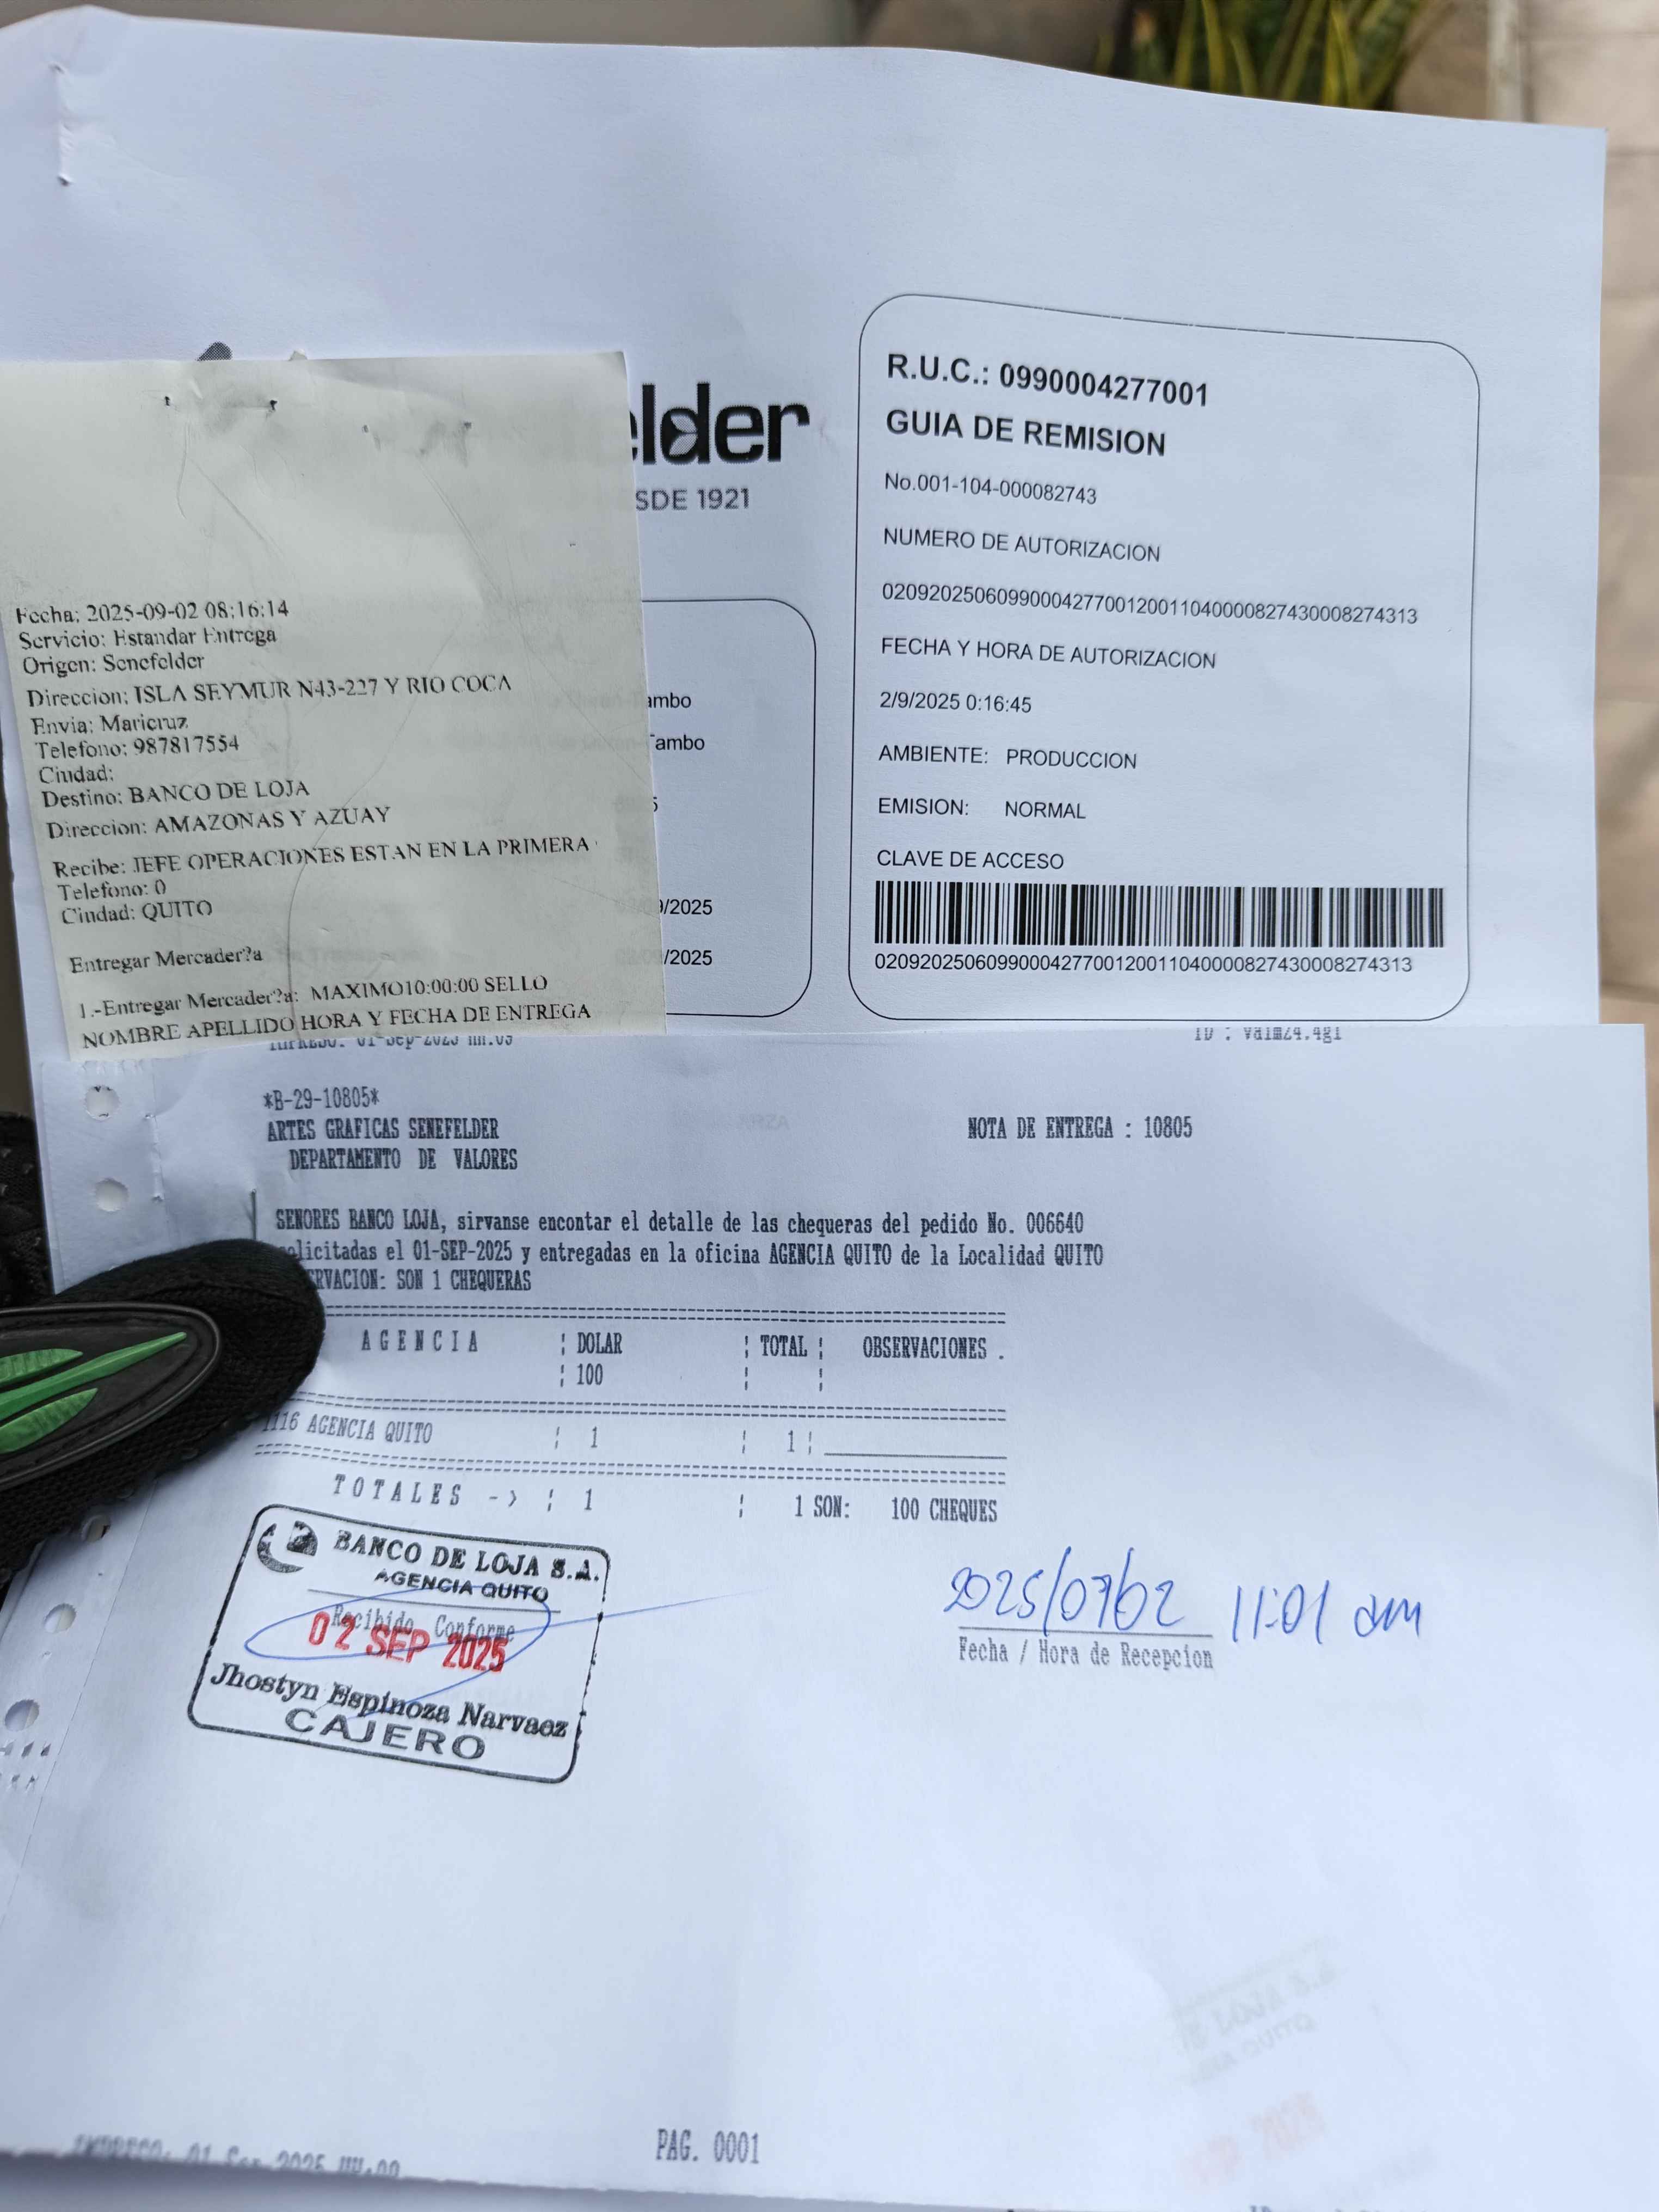 elder
SDE 1921
R.U.C.: 0990004277001
GUIA DE REMISION
No.001-104-000082743
NUMERO DE AUTORIZACION
0209202506099000427700120011040000827430008274313
FECHA Y HORA DE AUTORIZACION
2/9/2025 0:16:45
AMBIENTE: PRODUCCION
EMISION: NORMAL
CLAVE DE ACCESO
0209202506099000427700120011040000827430008274313
ambo
Tambo
5
/2025
/2025
Fecha: 2025-09-02 08:16:14
Servicio: Estandar Entrega
Origen: Senefelder
Direccion: ISLA SEYMUR N43-227 Y RIO COCA
Envia: Maricruz
Telefono: 987817554
Ciudad:
Destino: BANCO DE LOJA
Direccion: AMAZONAS Y AZUAY
Recibe: JEFE OPERACIONES ESTAN EN LA PRIMERA
Telefono: 0
Ciudad: QUITO
Entregar Mercader?a
1.-Entregar Mercader?a: MAXIMO10:00:00 SELLO
NOMBRE APELLIDO HORA Y FECHA DE ENTREGA
*B-29-10805*
ARTES GRAFICAS SENEFELDER
DEPARTAMENTO DE VALORES
NOTA DE ENTREGA : 10805
SENORES BANCO LOJA, sirvanse encontar el detalle de las chequeras del pedido No. 006640
olicitadas el 01-SEP-2025 y entregadas en la oficina AGENCIA QUITO de la Localidad QUITO
RVACION: SON 1 CHEQUERAS
AGENCIA ¦ DOLAR ¦ TOTAL ¦ OBSERVACIONES .
¦ 100 ¦ ¦
1116 AGENCIA QUITO ¦ 1 ¦ 1 ¦
TOTALES -> ¦ 1 ¦ 1 SON: 100 CHEQUES
BANCO DE LOJA S.A.
AGENCIA QUITO
Recibido Conforme
02 SEP 2025
Jhostyn Espinoza Narvaez
CAJERO
2025/09/02 11:01 am
Fecha / Hora de Recepcion
PAG. 0001